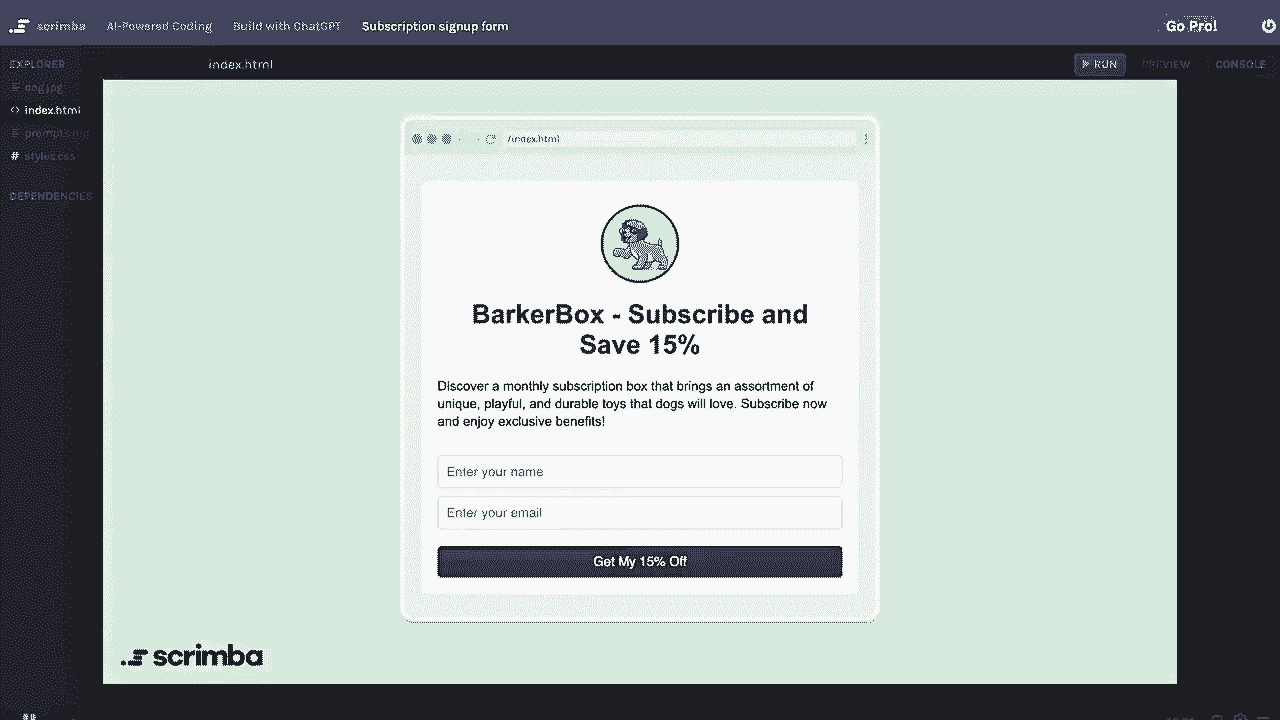 scrimba AI-Powered Coding Build with ChatGPT Subscription signup form Go Pro!
EXPLORER index.html RUN PREVIEW CONSOLE
dog.jpg
index.html
styles.css
DEPENDENCIES
/index.html
BarkerBox - Subscribe and
Save 15%
Discover a monthly subscription box that brings an assortment of
unique, playful, and durable toys that dogs will love. Subscribe now
and enjoy exclusive benefits!
Enter your name
Enter your email
Get My 15% Off
scrimba